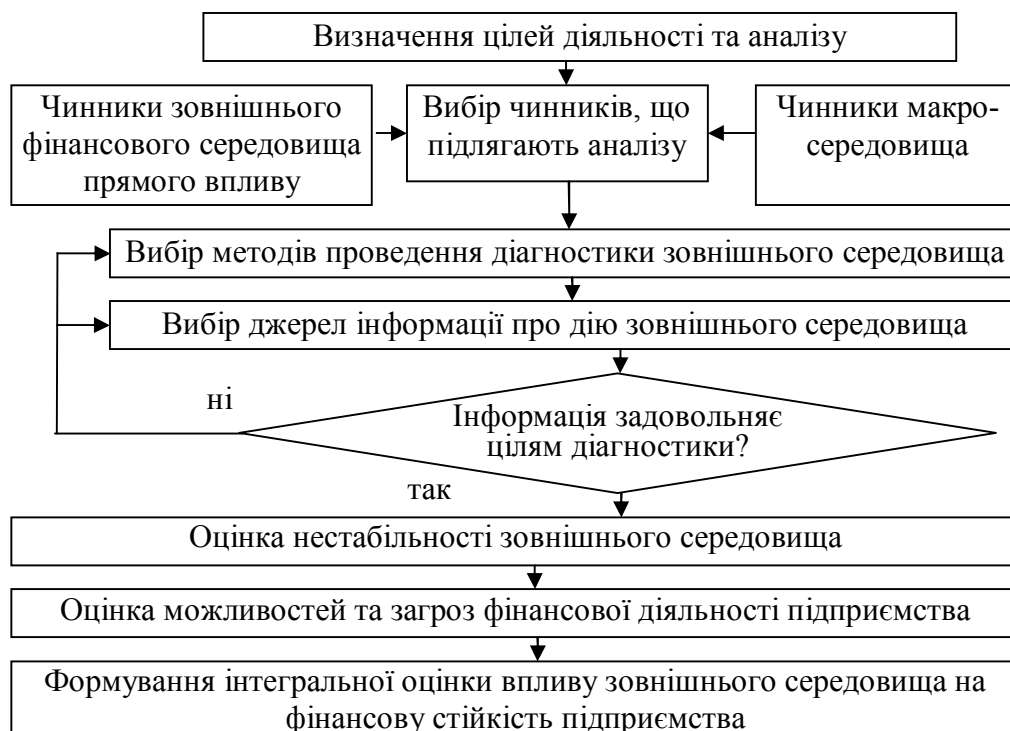 Визначення цілей діяльності та аналізу
Чинники зовнішнього
фінансового середовища
прямого впливу
Вибір чинників, що
підлягають аналізу
Чинники макро-
середовища
Вибір методів проведення діагностики зовнішнього середовища
Вибір джерел інформації про дію зовнішнього середовища
ні
Інформація задовольняє
цілям діагностики?
так
Оцінка нестабільності зовнішнього середовища
Оцінка можливостей та загроз фінансової діяльності підприємства
Формування інтегральної оцінки впливу зовнішнього середовища на
фінансову стійкість підприємства